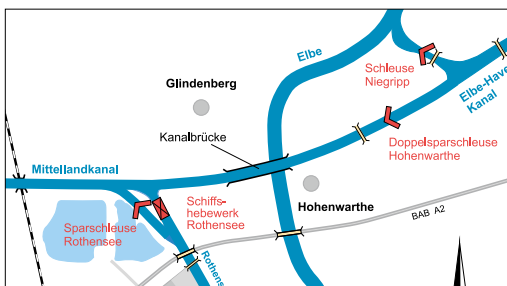 Elbe
Schleuse
Niegripp
Glindenberg
Elbe-Have
Kanal
Kanalbrücke
Doppelsparschleuse
Hohenwarthe
Mittellandkanal
Schiffs-
hebewerk
Rothensee
Hohenwarthe
Sparschleuse
Rothensee
BAB A2
Rothens